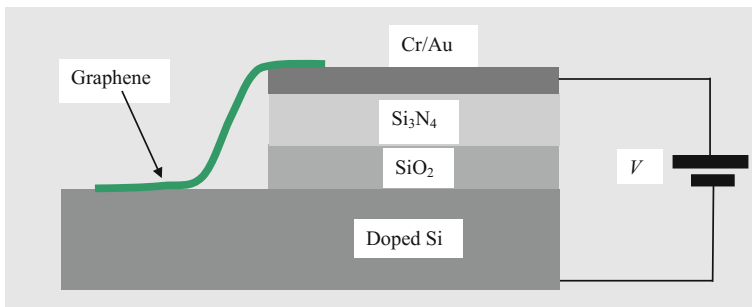 Cr/Au
Graphene
Si₃N₄
SiO₂
V
Doped Si